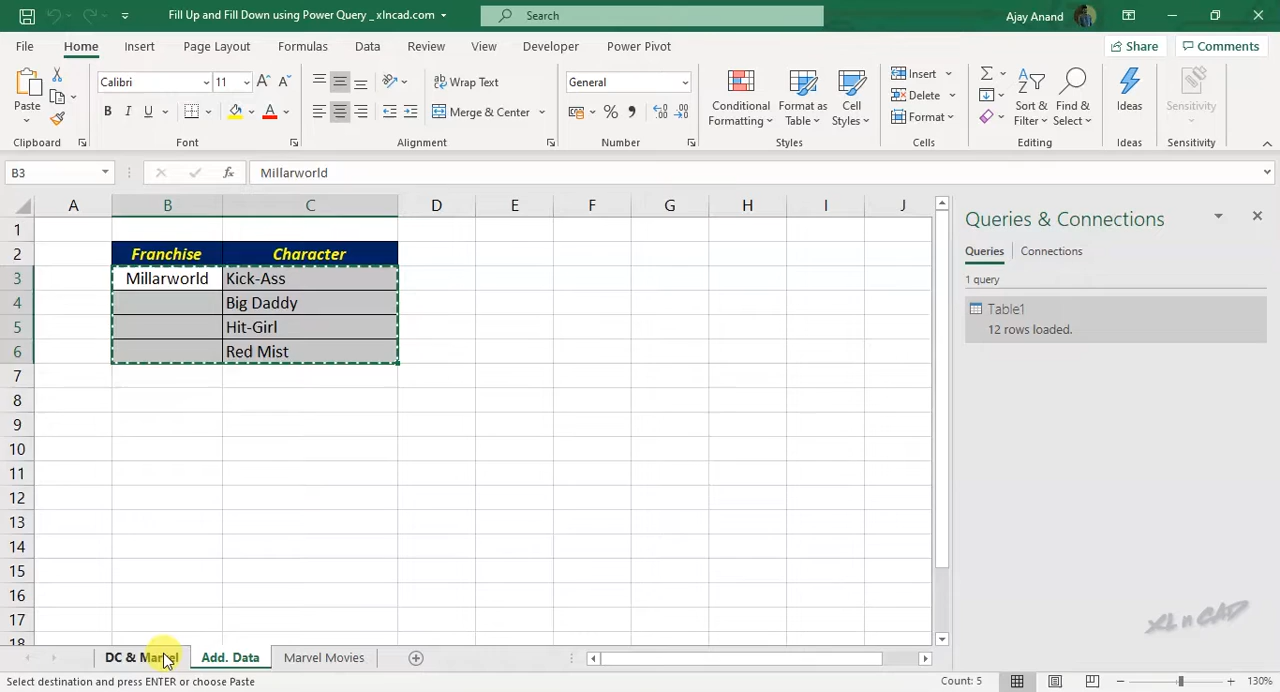 Fill Up and Fill Down using Power Query _ xlncad.com
Search
Ajay Anand
File Home Insert Page Layout Formulas Data Review View Developer Power Pivot
Share Comments
Paste
Clipboard
Calibri 11
B I U
Font
Wrap Text
Merge & Center
Alignment
General
Number
Conditional Formatting
Format as Table
Cell Styles
Styles
Insert
Delete
Format
Cells
Sort & Filter
Find & Select
Editing
Ideas
Ideas
Sensitivity
Sensitivity
B3
fx
Millarworld
A B C D E F G H I J
1
2 Franchise Character
3 Millarworld Kick-Ass
4 Big Daddy
5 Hit-Girl
6 Red Mist
7
8
9
10
11
12
13
14
15
16
17
18
Queries & Connections
Queries Connections
1 query
Table1
12 rows loaded.
XL n CAD
DC & Marvel Add. Data Marvel Movies
Select destination and press ENTER or choose Paste
Count: 5
130%